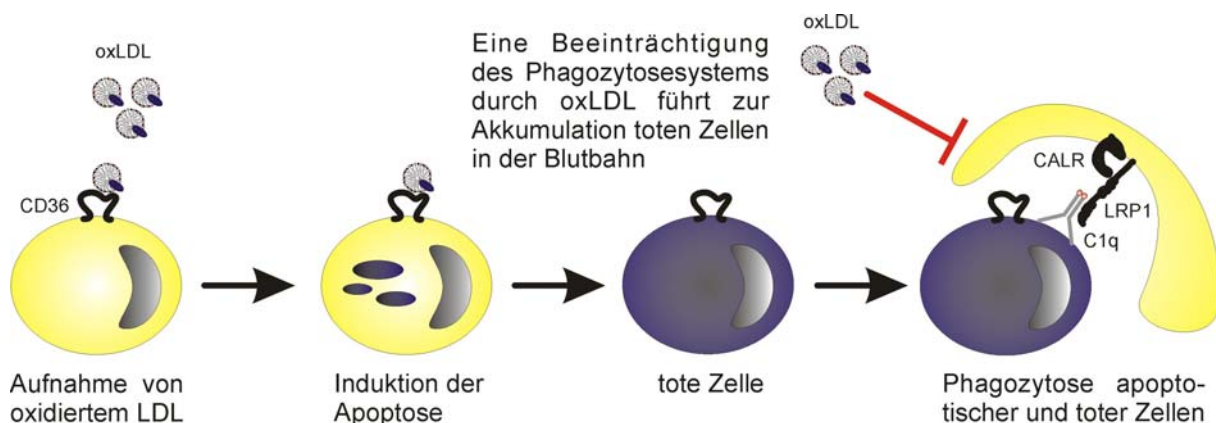 oxLDL
Eine Beeinträchtigung
des Phagozytosesystems
durch oxLDL führt zur
Akkumulation toten Zellen
in der Blutbahn
oxLDL
CD36
CALR
LRP1
C1q
Aufnahme von
oxidiertem LDL
Induktion der
Apoptose
tote Zelle
Phagozytose apopto-
tischer und toter Zellen